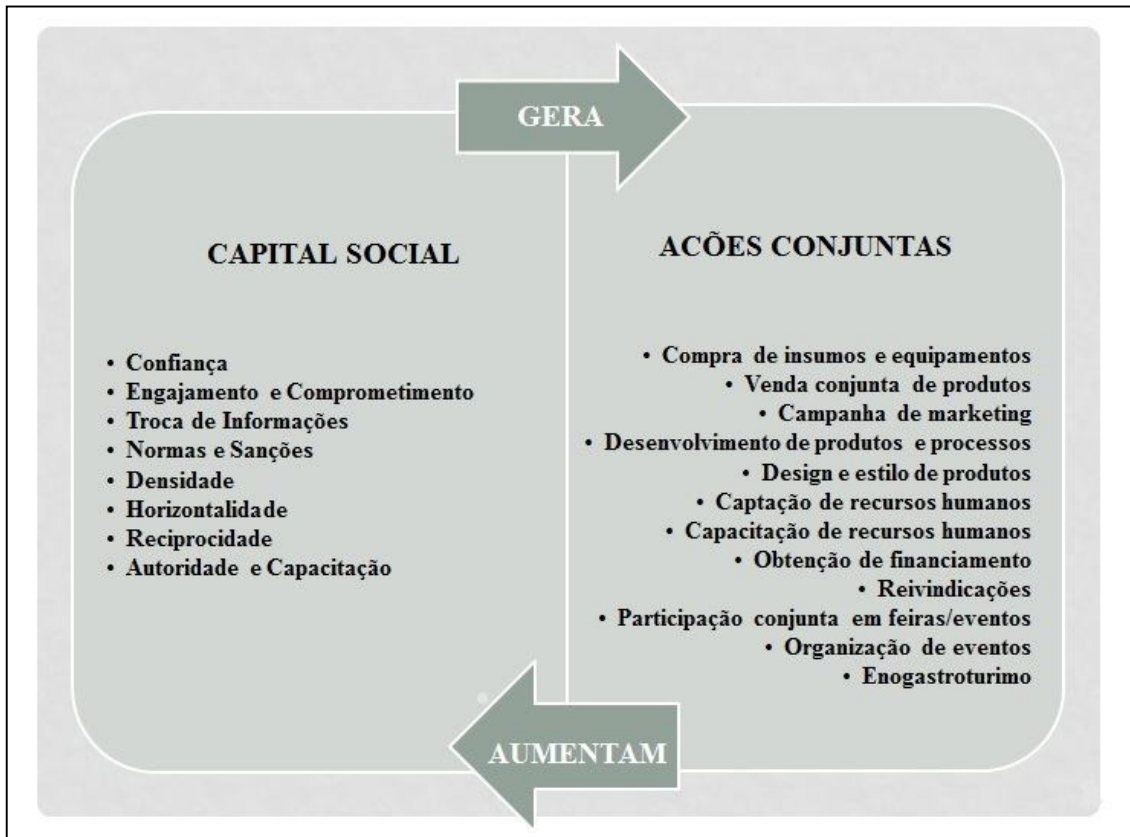 GERA
CAPITAL SOCIAL
• Confiança
• Engajamento e Comprometimento
• Troca de Informações
• Normas e Sanções
• Densidade
• Horizontalidade
• Reciprocidade
• Autoridade e Capacitação
ACÕES CONJUNTAS
• Compra de insumos e equipamentos
• Venda conjunta de produtos
• Campanha de marketing
• Desenvolvimento de produtos e processos
• Design e estilo de produtos
• Captação de recursos humanos
• Capacitação de recursos humanos
• Obtenção de financiamento
• Reivindicações
• Participação conjunta em feiras/eventos
• Organização de eventos
• Enogastroturimo
AUMENTAM